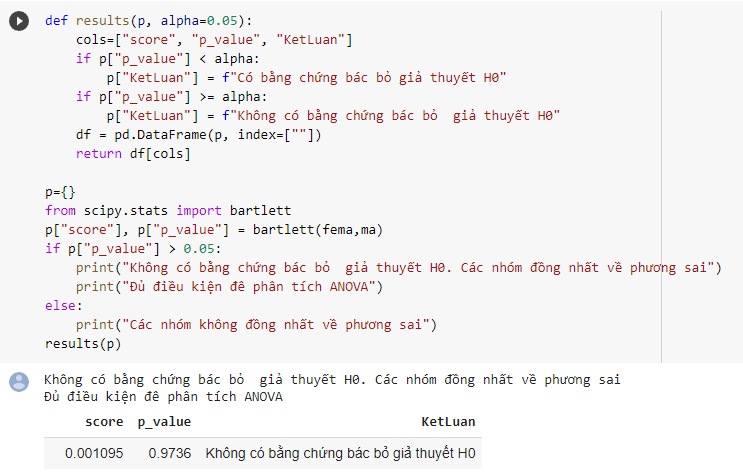 def results(p, alpha=0.05):
    cols=["score", "p_value", "KetLuan"]
    if p["p_value"] < alpha:
        p["KetLuan"] = f"Có bằng chứng bác bỏ giả thuyết H0"
    if p["p_value"] >= alpha:
        p["KetLuan"] = f"Không có bằng chứng bác bỏ  giả thuyết H0"
    df = pd.DataFrame(p, index=[""])
    return df[cols]

p={}
from scipy.stats import bartlett
p["score"], p["p_value"] = bartlett(fema,ma)
if p["p_value"] > 0.05:
    print("Không có bằng chứng bác bỏ  giả thuyết H0. Các nhóm đồng nhất về phương sai")
    print("Đủ điều kiện đê phân tích ANOVA")
else:
    print("Các nhóm không đồng nhất về phương sai")
results(p)
Không có bằng chứng bác bỏ  giả thuyết H0. Các nhóm đồng nhất về phương sai
Đủ điều kiện đê phân tích ANOVA
score p_value KetLuan
0.001095 0.9736 Không có bằng chứng bác bỏ giả thuyết H0